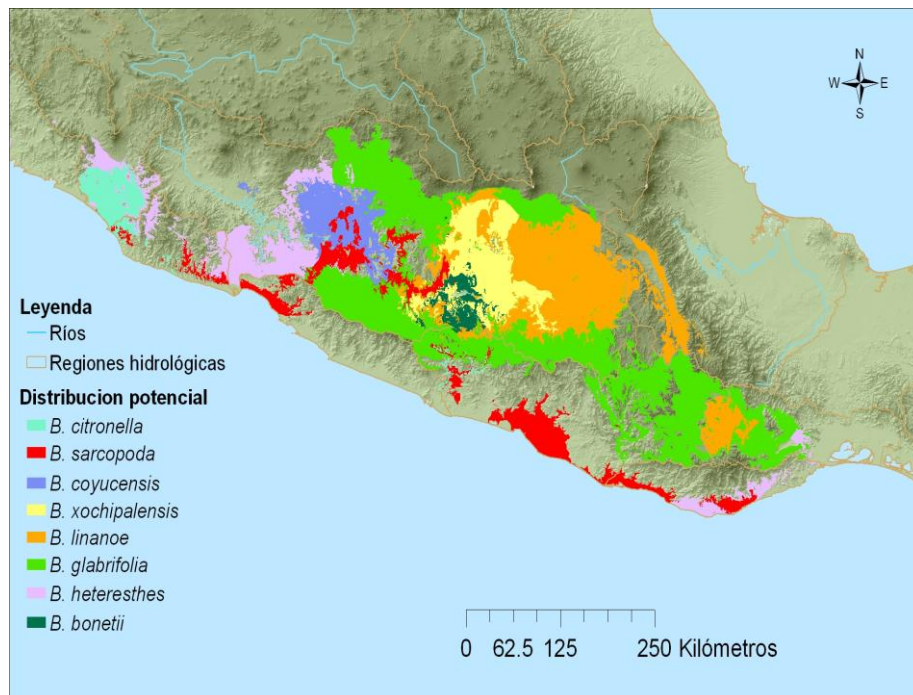 N
W E
S
Leyenda
Ríos
Regiones hidrológicas
Distribucion potencial
B. citronella
B. sarcopoda
B. coyucensis
B. xochipalensis
B. linanoe
B. glabrifolia
B. heteresthes
B. bonetii
0 62.5 125 250 Kilómetros